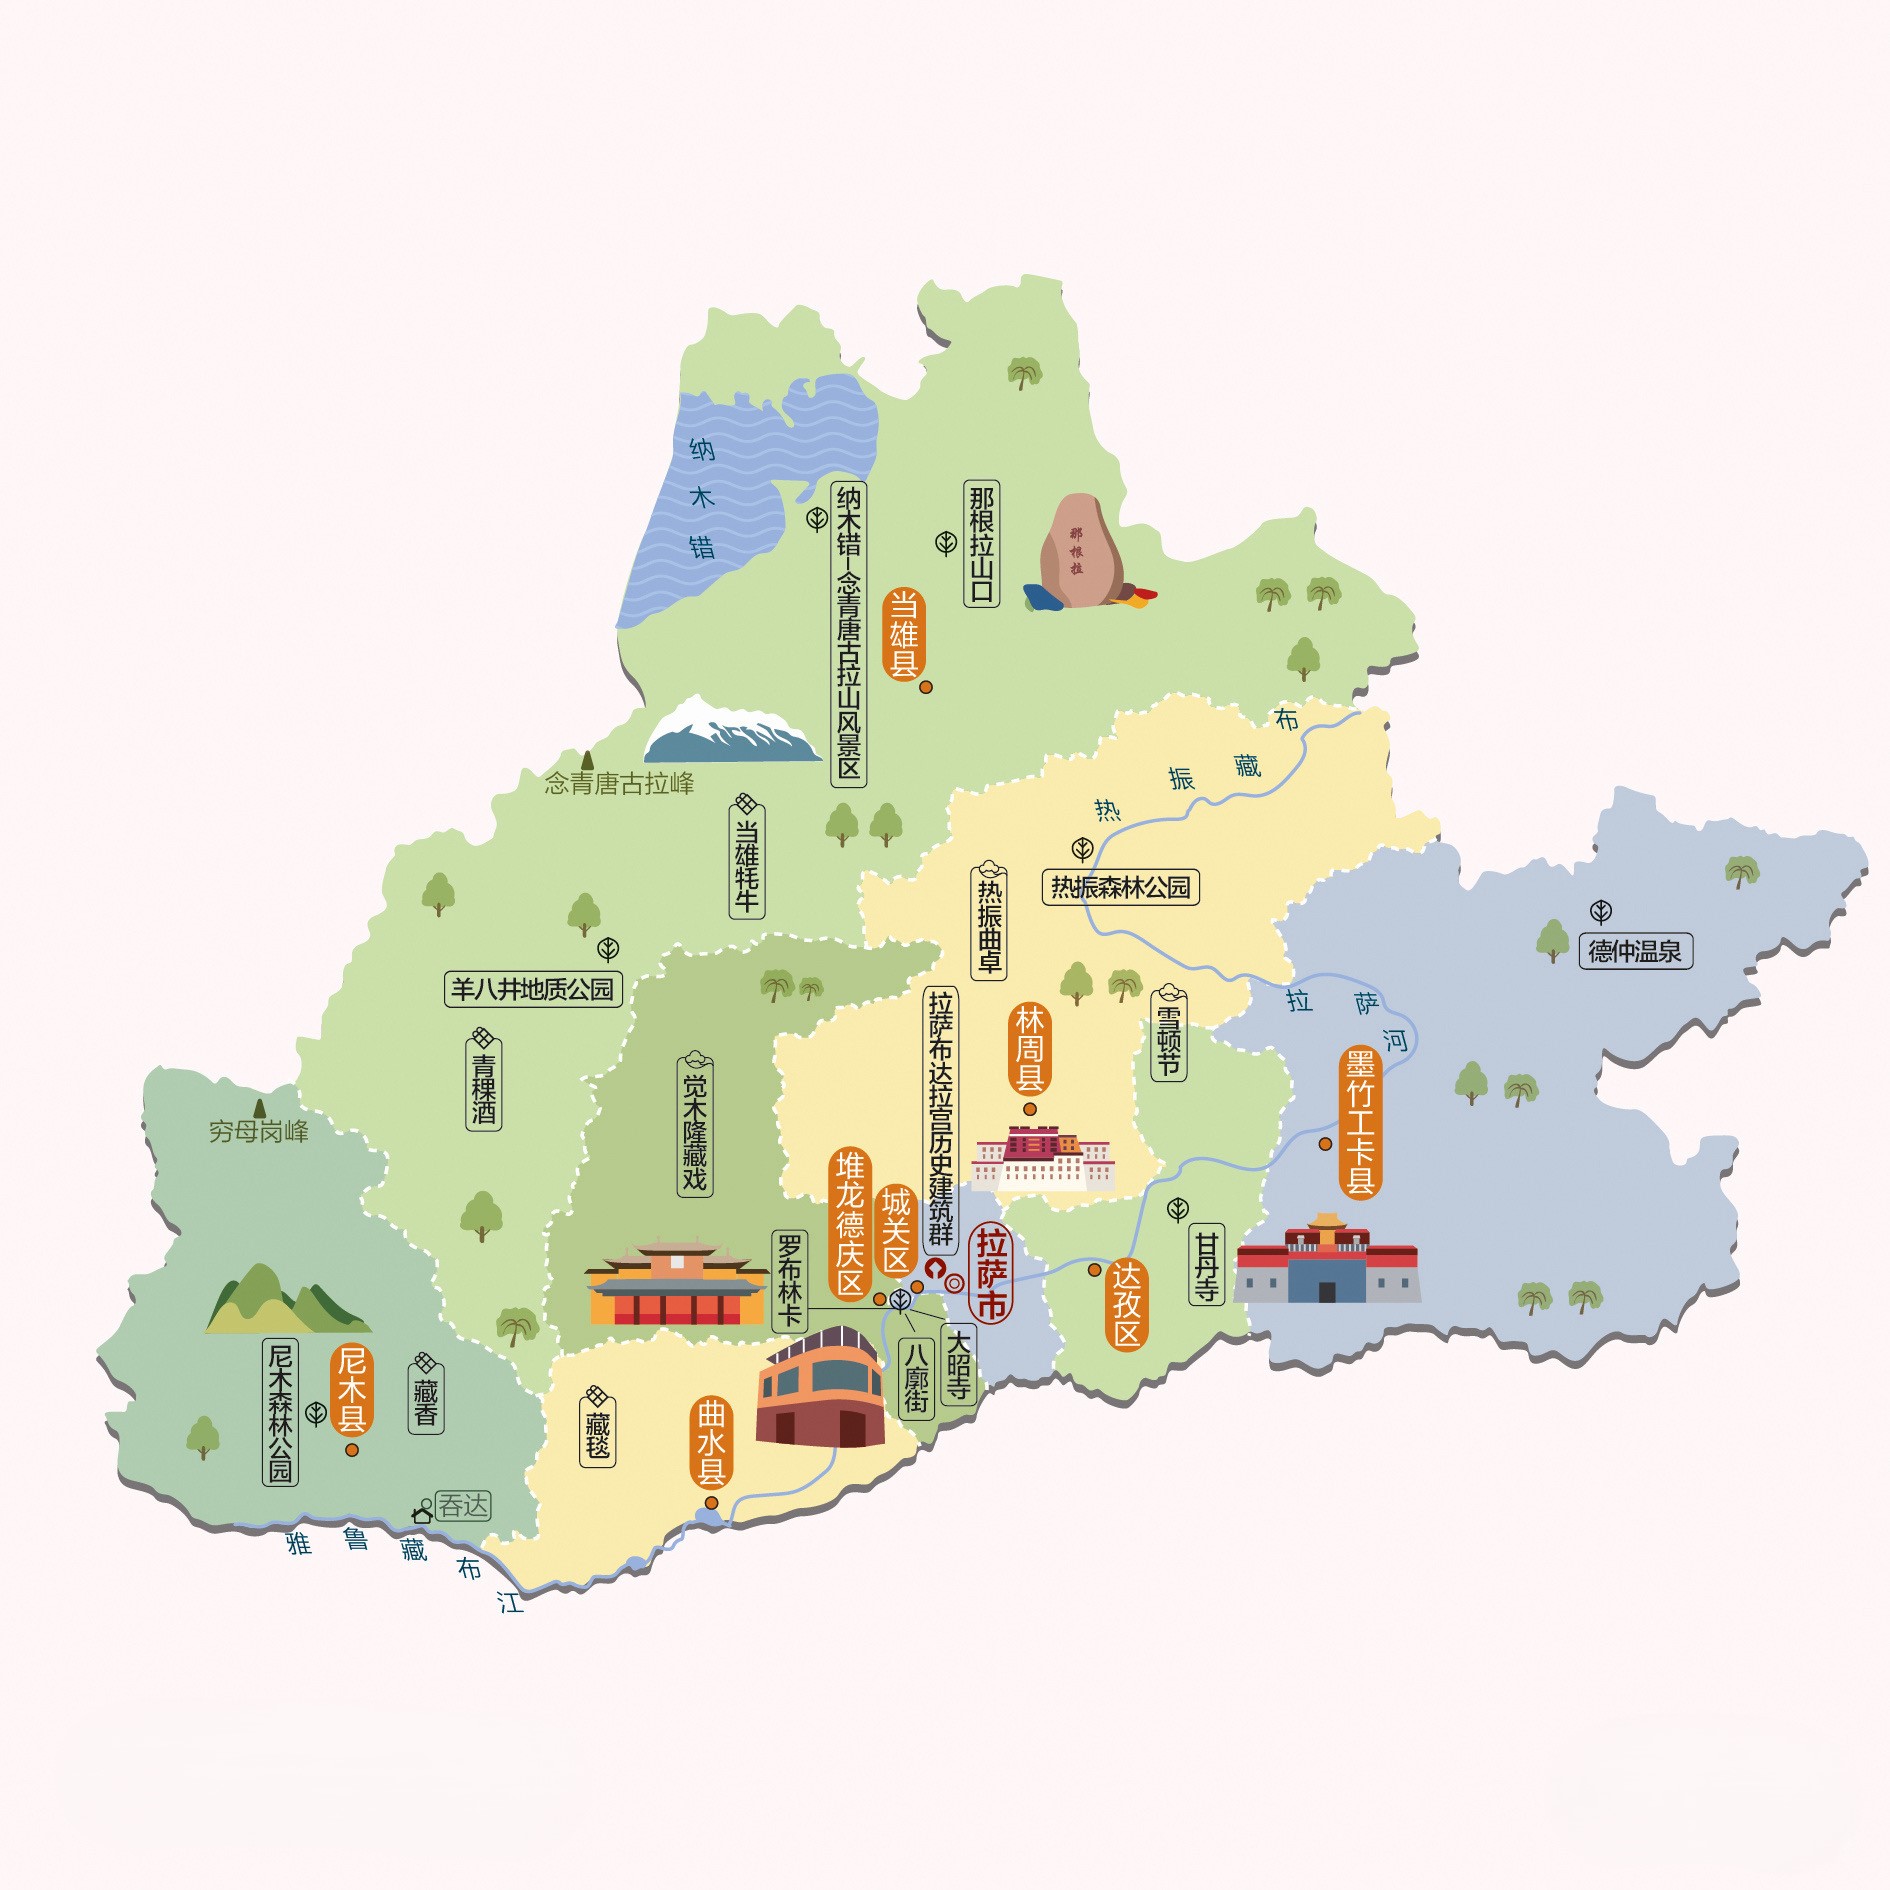 纳木错
纳木错—念青唐古拉山风景区
那根拉山口
那根拉
当雄县
念青唐古拉峰
当雄牦牛
布
藏
振
热
热振森林公园
热振曲卓
德仲温泉
羊八井地质公园
青稞酒
觉木隆藏戏
拉萨布达拉宫历史建筑群
林周县
雪顿节
拉萨河
墨竹工卡县
穷母岗峰
堆龙德庆区
城关区
罗布林卡
拉萨市
达孜区
甘丹寺
八廓街
大昭寺
尼木森林公园
尼木县
藏香
藏毯
曲水县
吞达
雅鲁藏布江